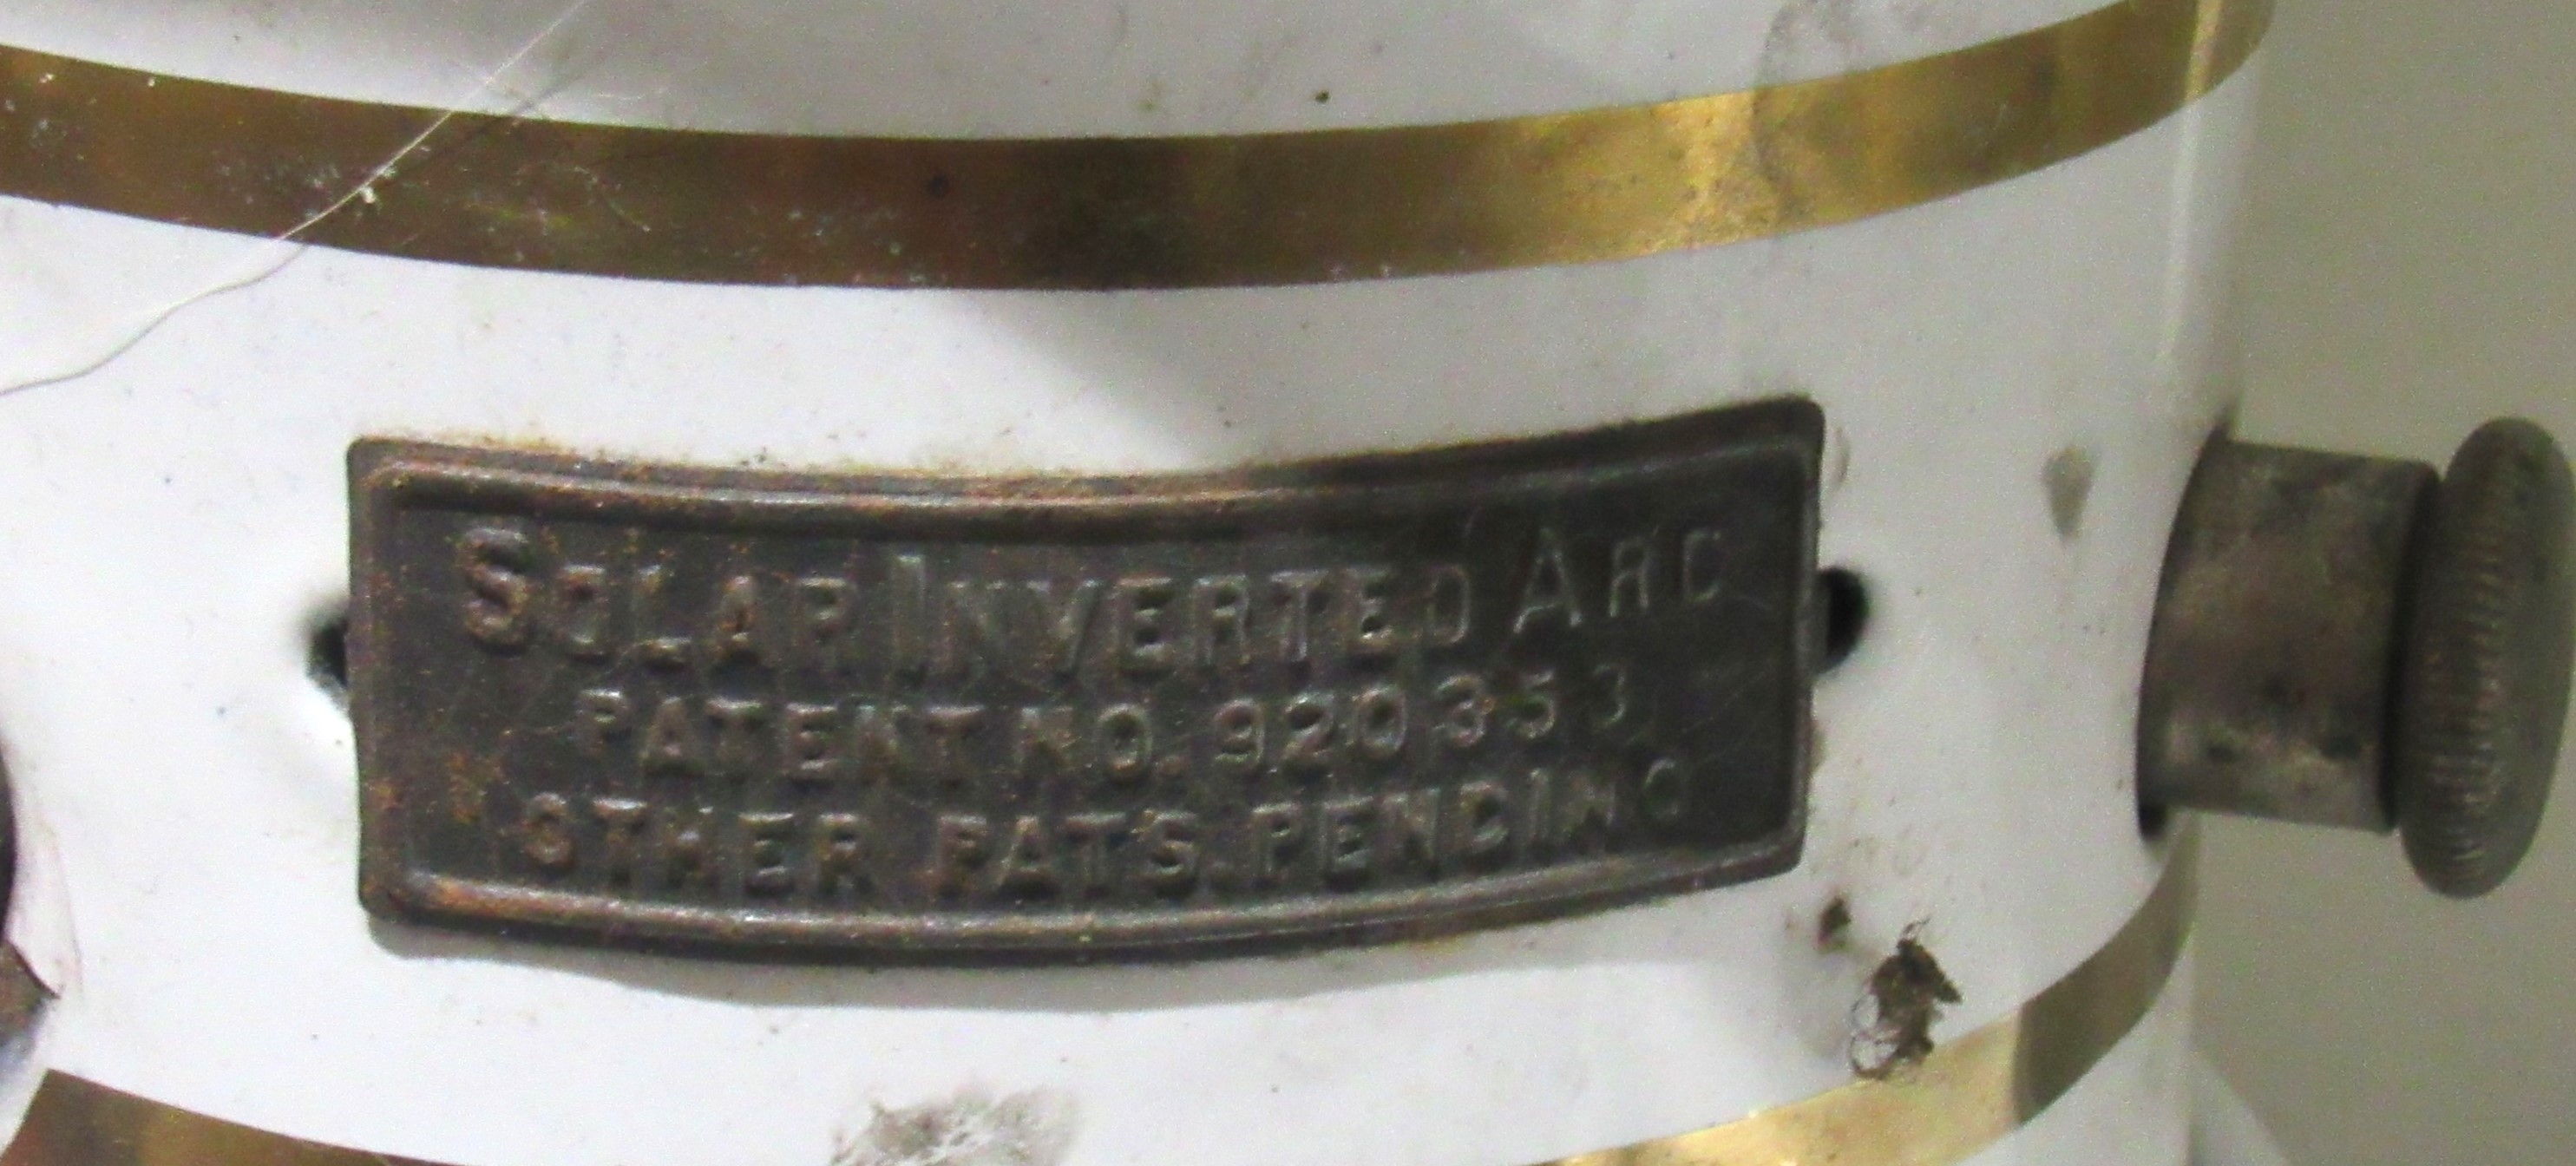 SOLAR INVERTED ARC
PATENT NO. 920353
OTHER PATS. PENDING